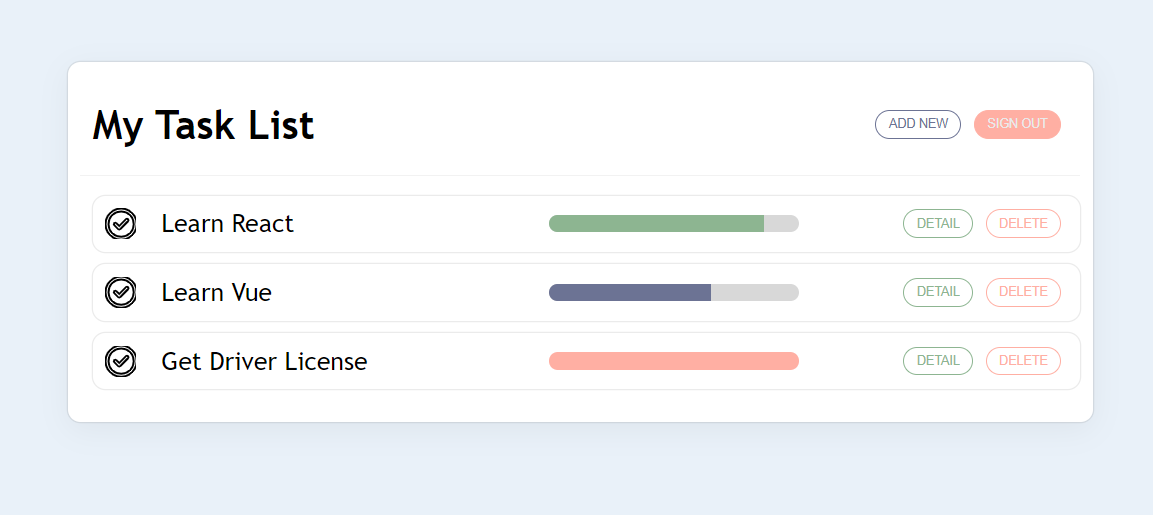 My Task List
ADD NEW
SIGN OUT
Learn React
DETAIL
DELETE
Learn Vue
DETAIL
DELETE
Get Driver License
DETAIL
DELETE